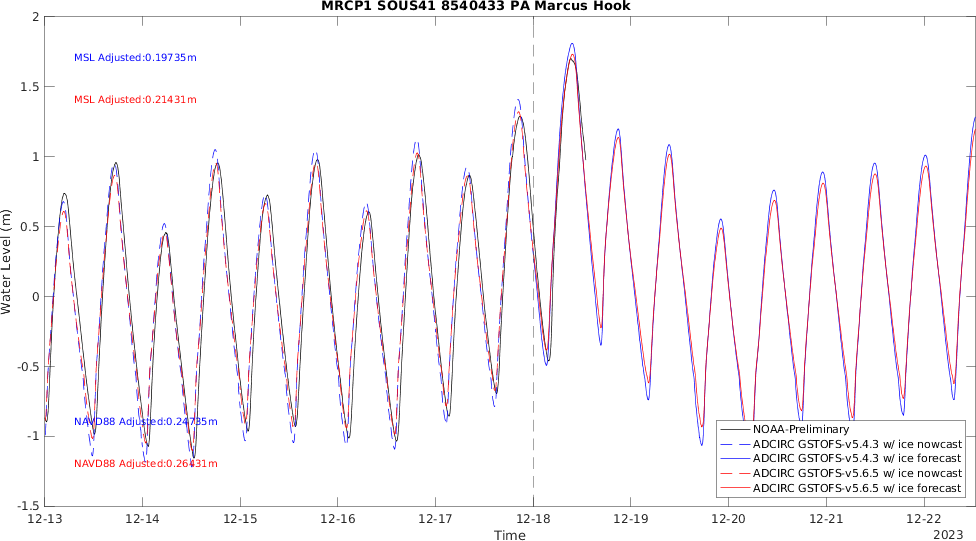 MRCP1 SOUS41 8540433 PA Marcus Hook
2
1.5
1
0.5
0
-0.5
-1
-1.5
Water Level (m)
MSL Adjusted:0.19735m
MSL Adjusted:0.21431m
NAVD88 Adjusted:0.24735m
NAVD88 Adjusted:0.26431m
NOAA-Preliminary
ADCIRC GSTOFS-v5.4.3 w/ ice nowcast
ADCIRC GSTOFS-v5.4.3 w/ ice forecast
ADCIRC GSTOFS-v5.6.5 w/ ice nowcast
ADCIRC GSTOFS-v5.6.5 w/ ice forecast
12-13 12-14 12-15 12-16 12-17 12-18 12-19 12-20 12-21 12-22
Time
2023